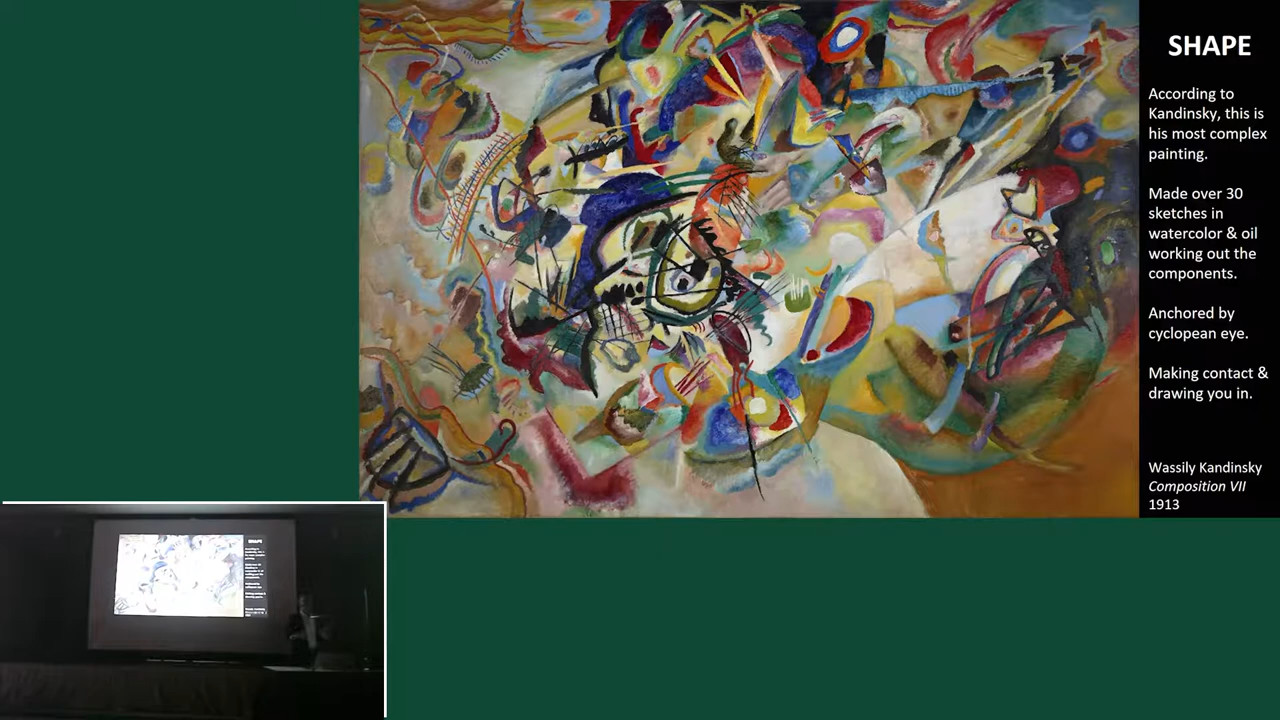 SHAPE
According to
Kandinsky, this is
his most complex
painting.
Made over 30
sketches in
watercolor & oil
working out the
components.
Anchored by
cyclopean eye.
Making contact &
drawing you in.
Wassily Kandinsky
Composition VII
1913
SHAPE